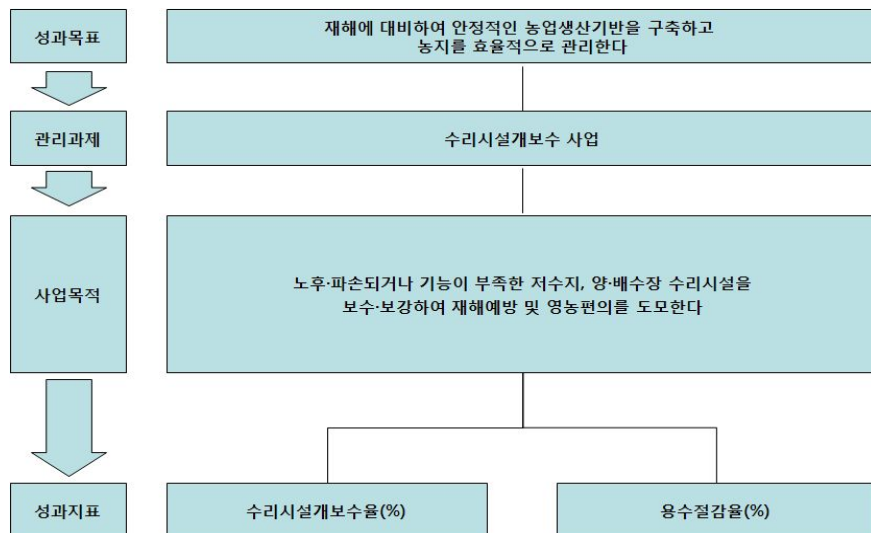 성과목표
재해에 대비하여 안정적인 농업생산기반을 구축하고
농지를 효율적으로 관리한다
관리과제
수리시설개보수 사업
사업목적
노후·파손되거나 기능이 부족한 저수지, 양·배수장 수리시설을
보수·보강하여 재해예방 및 영농편의를 도모한다
성과지표
수리시설개보수율(%)
용수절감율(%)